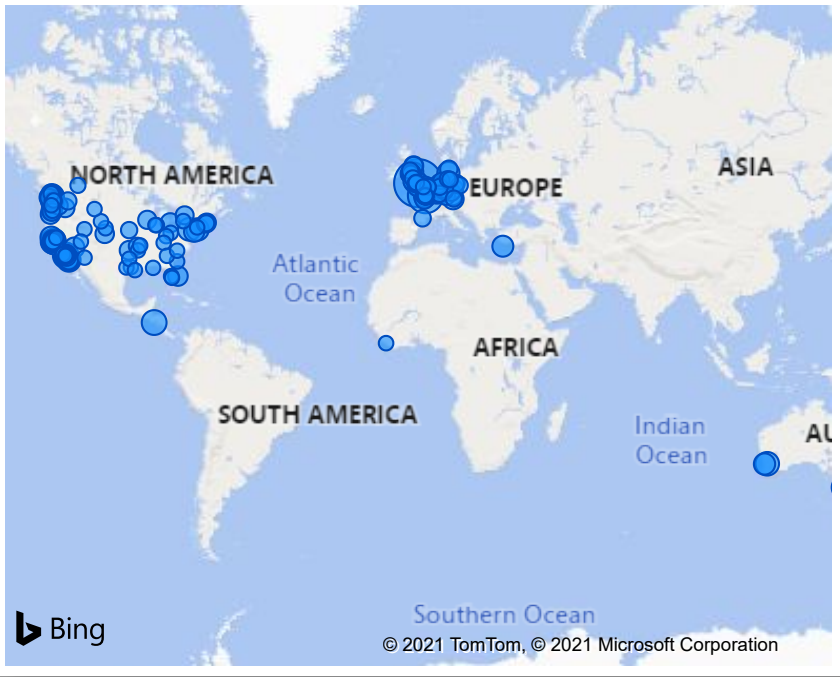 NORTH AMERICA
EUROPE
ASIA
Atlantic
Ocean
AFRICA
SOUTH AMERICA
Indian
Ocean
AU
Southern Ocean
Bing
© 2021 TomTom, © 2021 Microsoft Corporation